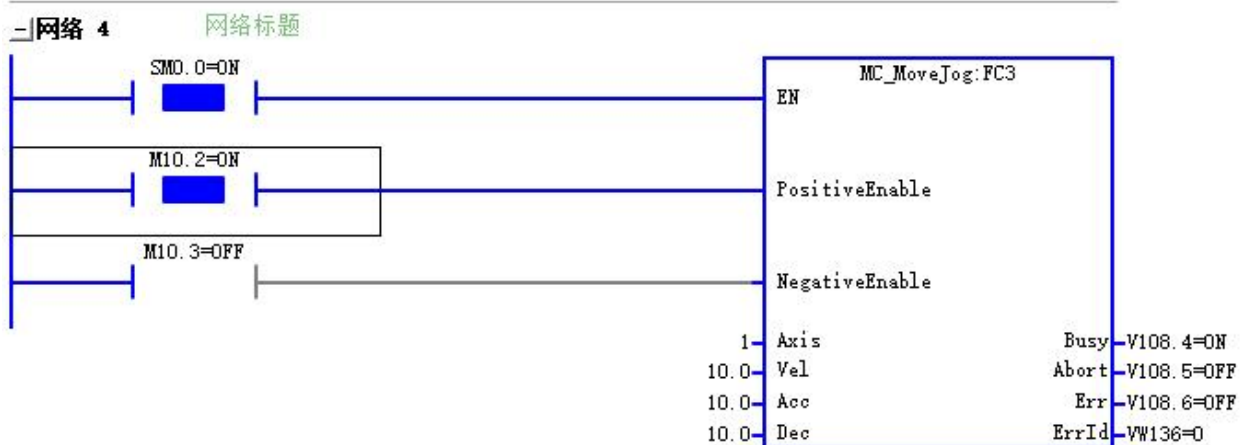 网络 4 网络标题
SM0.0=ON
MC_MoveJog:FC3
EN
M10.2=ON
PositiveEnable
M10.3=OFF
NegativeEnable
1 Axis Busy V108.4=ON
10.0 Vel Abort V108.5=OFF
10.0 Acc Err V108.6=OFF
10.0 Dec ErrId VW136=0